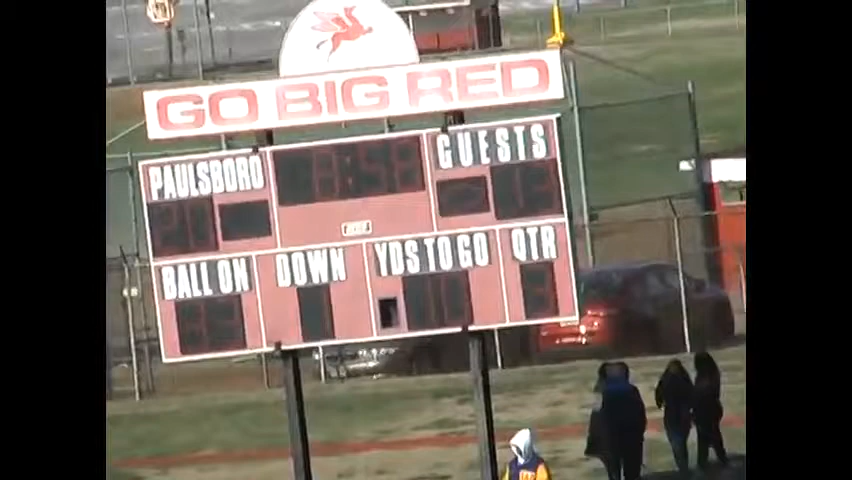 GO BIG RED
PAULSBORO
GUESTS
BALL ON
DOWN
YDS TO GO
QTR